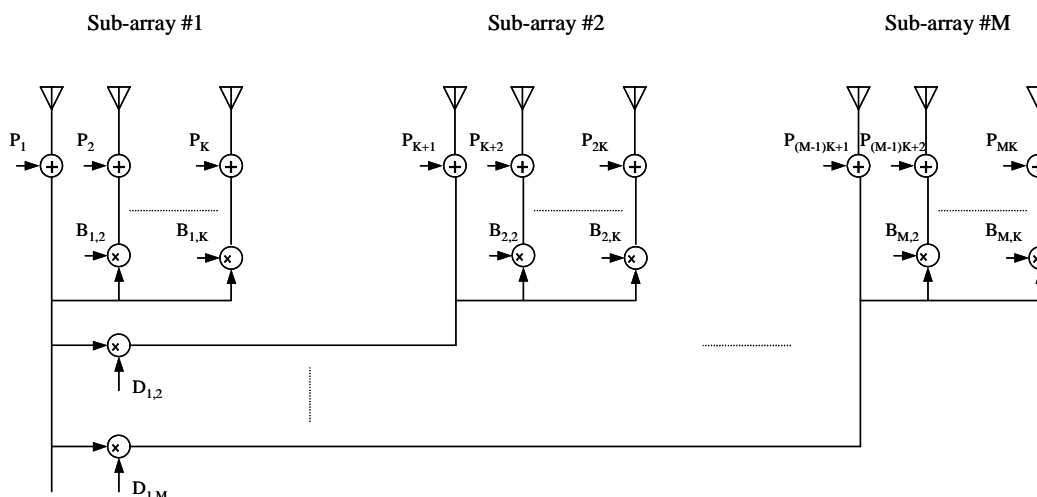 Sub-array #1 Sub-array #2 Sub-array #M
P1 P2 PK PK+1 PK+2 P2K P(M-1)K+1 P(M-1)K+2 PMK
B1,2 B1,K B2,2 B2,K BM,2 BM,K
D1,2
D1,M